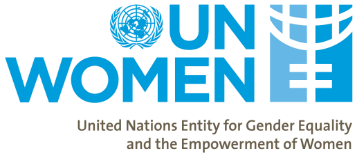 UN
WOMEN
United Nations Entity for Gender Equality
and the Empowerment of Women